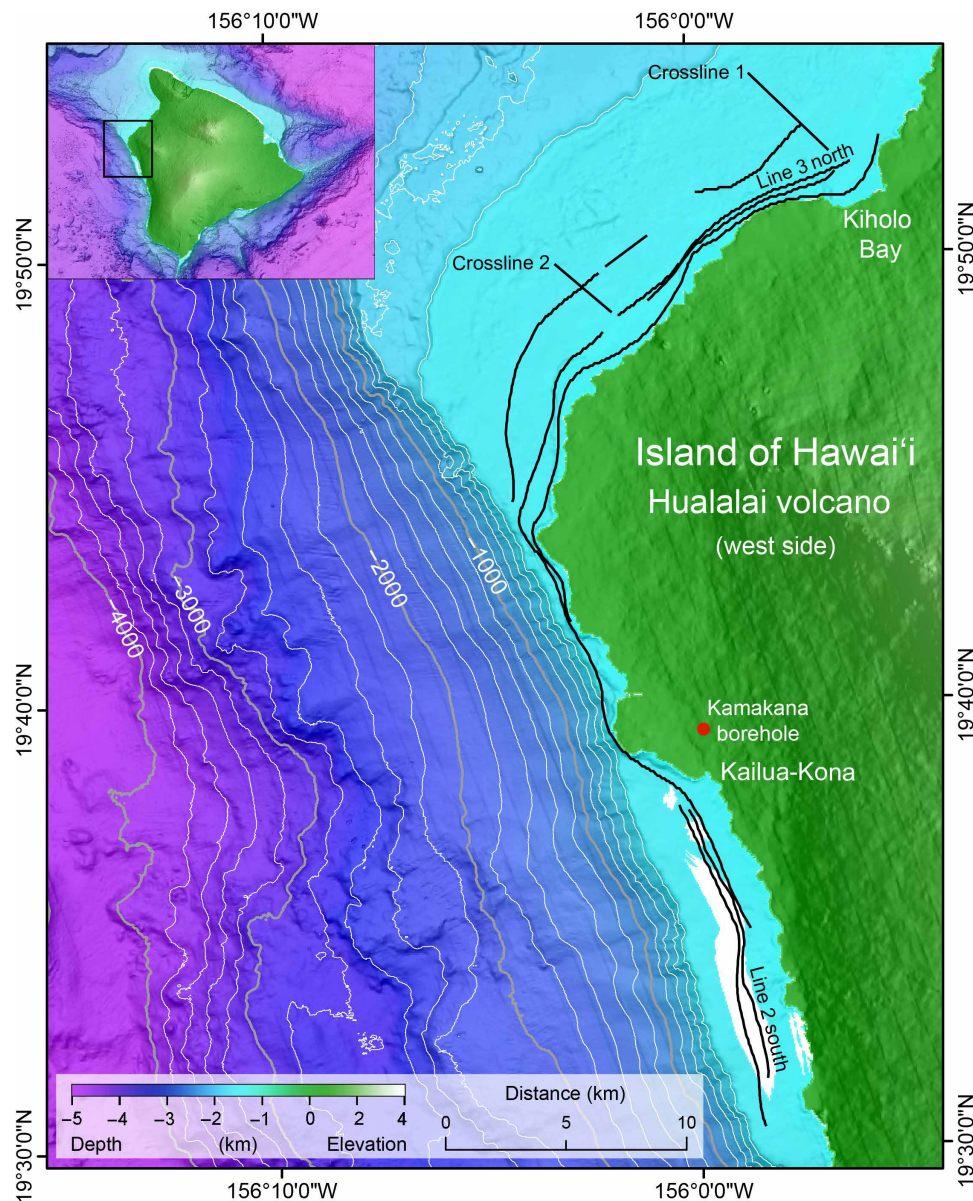 156°10'0"W
156°0'0"W
Crossline 1
Line 3 north
Kiholo
Bay
19°50'0"N
19°50'0"N
Crossline 2
Island of Hawaiʻi
Hualalai volcano
(west side)
–1000
–2000
–3000
–4000
19°40'0"N
19°40'0"N
Kamakana
borehole
Kailua-Kona
Line 2 south
Distance (km)
–5 –4 –3 –2 –1 0 2 4
0 5 10
Depth (km) Elevation
19°30'0"N
19°30'0"N
156°10'0"W
156°0'0"W